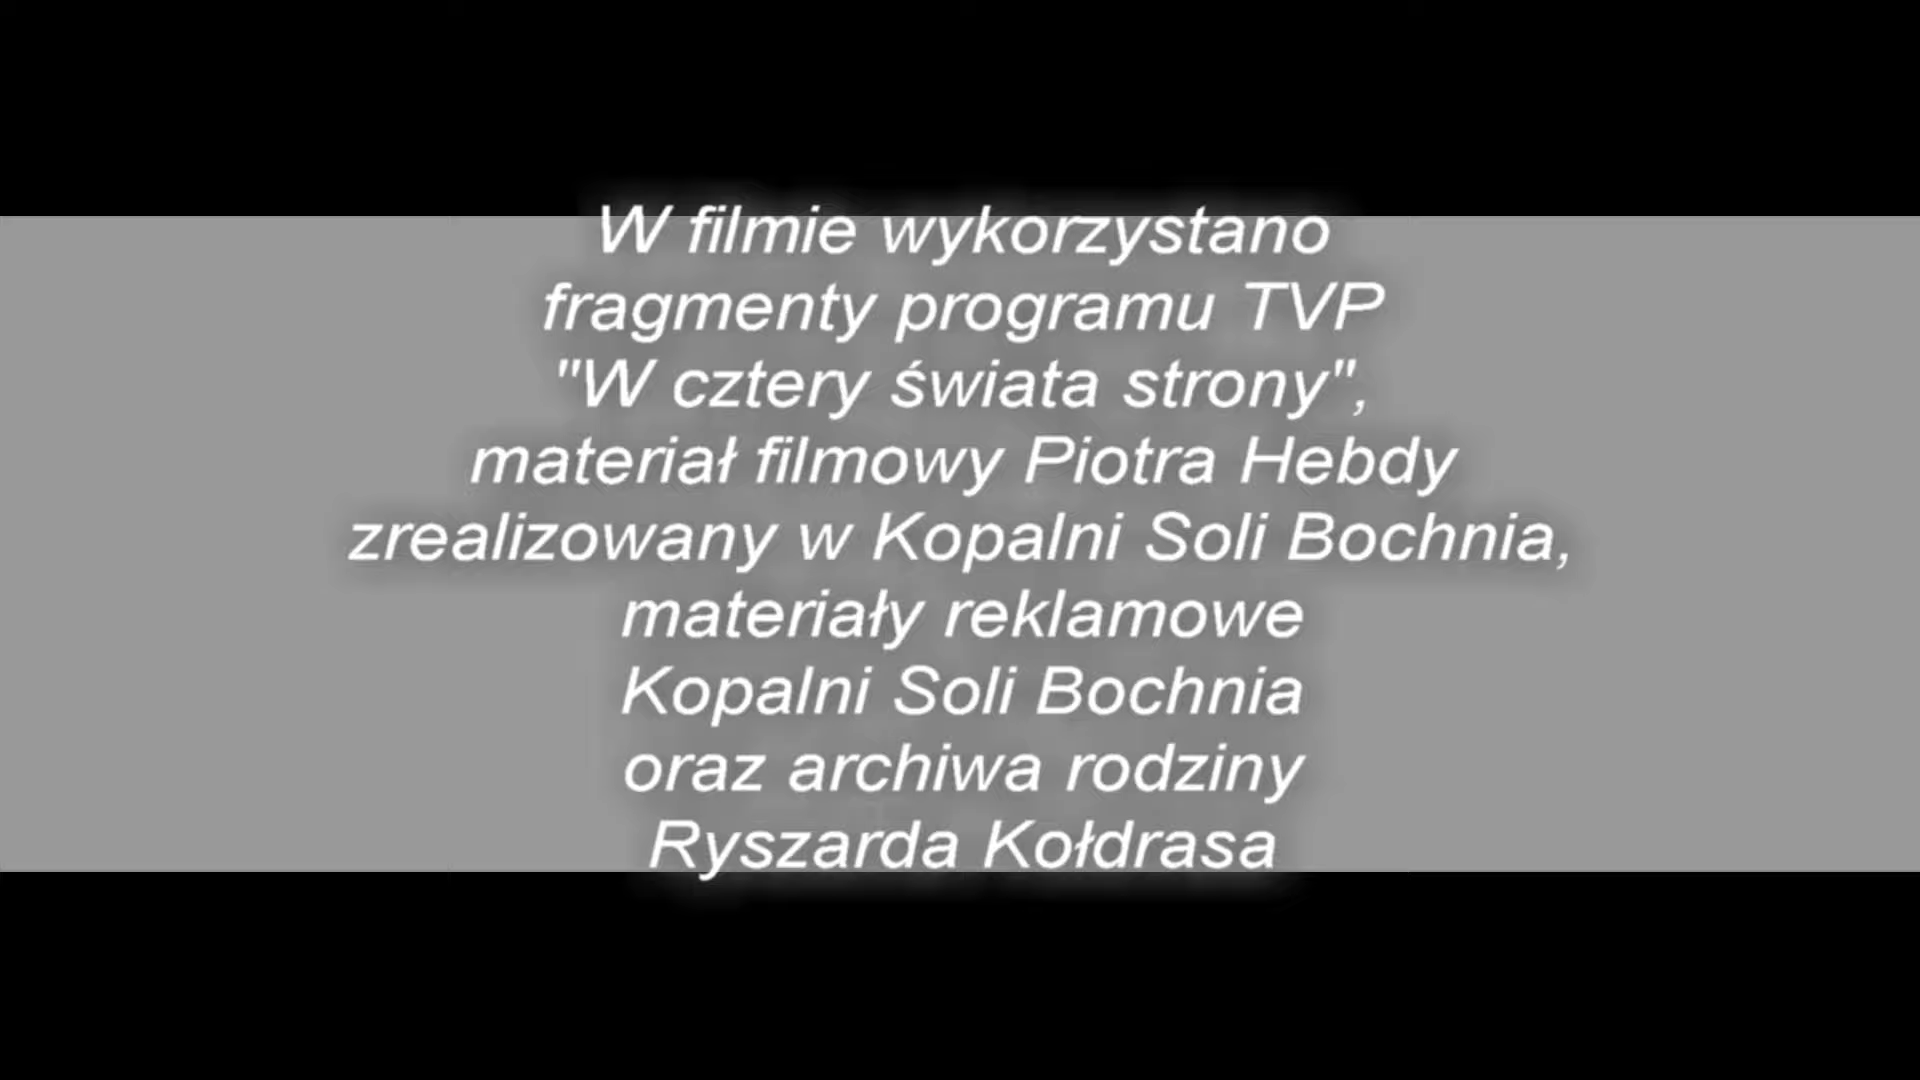 W filmie wykorzystano
fragmenty programu TVP
"W cztery świata strony",
materiał filmowy Piotra Hebdy
zrealizowany w Kopalni Soli Bochnia,
materiały reklamowe
Kopalni Soli Bochnia
oraz archiwa rodziny
Ryszarda Kołdrasa